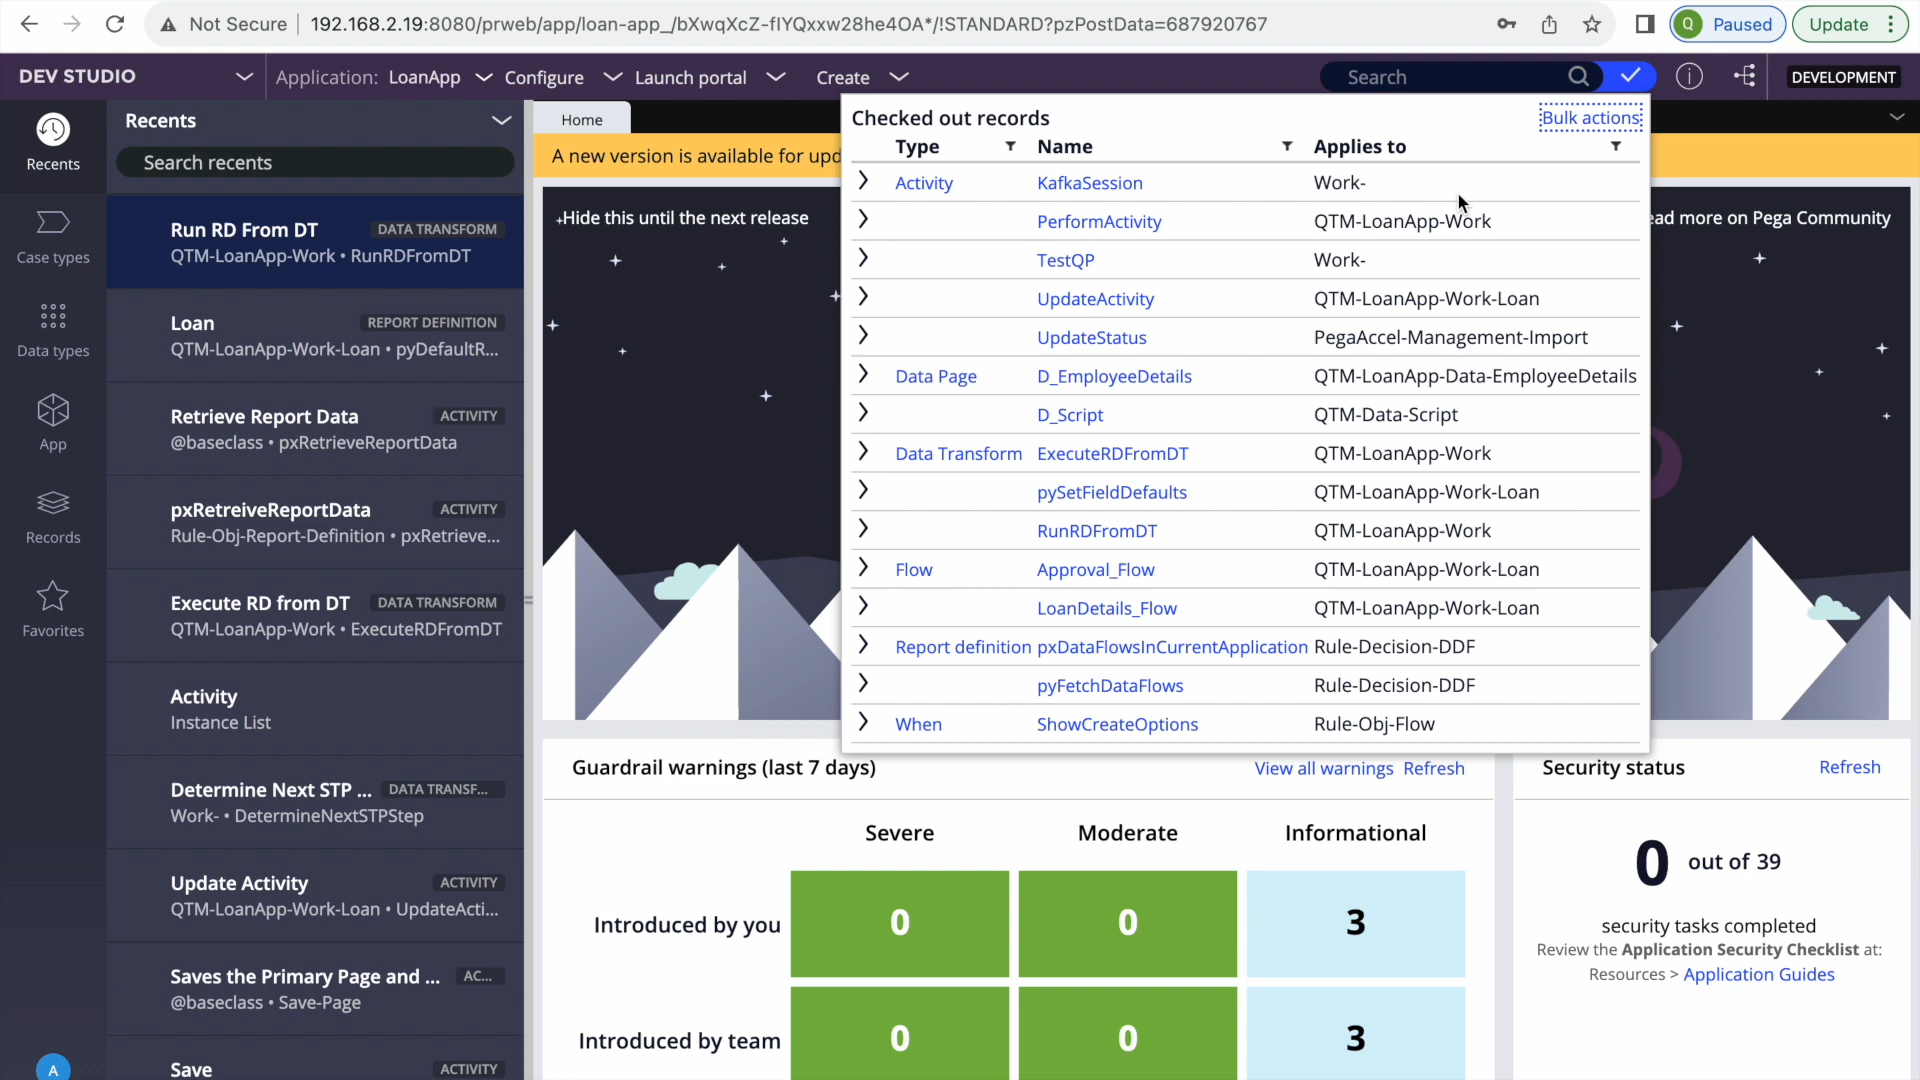 Not Secure
192.168.2.19:8080/prweb/app/loan-app_/bXwqXcZ-flYQxxw28he4OA*/!STANDARD?pzPostData=687920767
Q Paused
Update
DEV STUDIO
Application: LoanApp
Configure
Launch portal
Create
Search
DEVELOPMENT
Recents
Case types
Data types
App
Records
Favorites
A
Recents
Search recents
Run RD From DT DATA TRANSFORM
QTM-LoanApp-Work • RunRDFromDT
Loan REPORT DEFINITION
QTM-LoanApp-Work-Loan • pyDefaultR...
Retrieve Report Data ACTIVITY
@baseclass • pxRetrieveReportData
pxRetreiveReportData ACTIVITY
Rule-Obj-Report-Definition • pxRetrieve...
Execute RD from DT DATA TRANSFORM
QTM-LoanApp-Work • ExecuteRDFromDT
Activity
Instance List
Determine Next STP ... DATA TRANSF...
Work- • DetermineNextSTPStep
Update Activity ACTIVITY
QTM-LoanApp-Work-Loan • UpdateActi...
Saves the Primary Page and ... AC...
@baseclass • Save-Page
Save ACTIVITY
Home
A new version is available for upd
Hide this until the next release
ead more on Pega Community
Checked out records Bulk actions
Type Name Applies to
Activity KafkaSession Work-
PerformActivity QTM-LoanApp-Work
TestQP Work-
UpdateActivity QTM-LoanApp-Work-Loan
UpdateStatus PegaAccel-Management-Import
Data Page D_EmployeeDetails QTM-LoanApp-Data-EmployeeDetails
D_Script QTM-Data-Script
Data Transform ExecuteRDFromDT QTM-LoanApp-Work
pySetFieldDefaults QTM-LoanApp-Work-Loan
RunRDFromDT QTM-LoanApp-Work
Flow Approval_Flow QTM-LoanApp-Work-Loan
LoanDetails_Flow QTM-LoanApp-Work-Loan
Report definition pxDataFlowsInCurrentApplication Rule-Decision-DDF
pyFetchDataFlows Rule-Decision-DDF
When ShowCreateOptions Rule-Obj-Flow
Guardrail warnings (last 7 days) View all warnings Refresh
Severe Moderate Informational
Introduced by you 0 0 3
Introduced by team 0 0 3
Security status Refresh
0 out of 39
security tasks completed
Review the Application Security Checklist at:
Resources > Application Guides